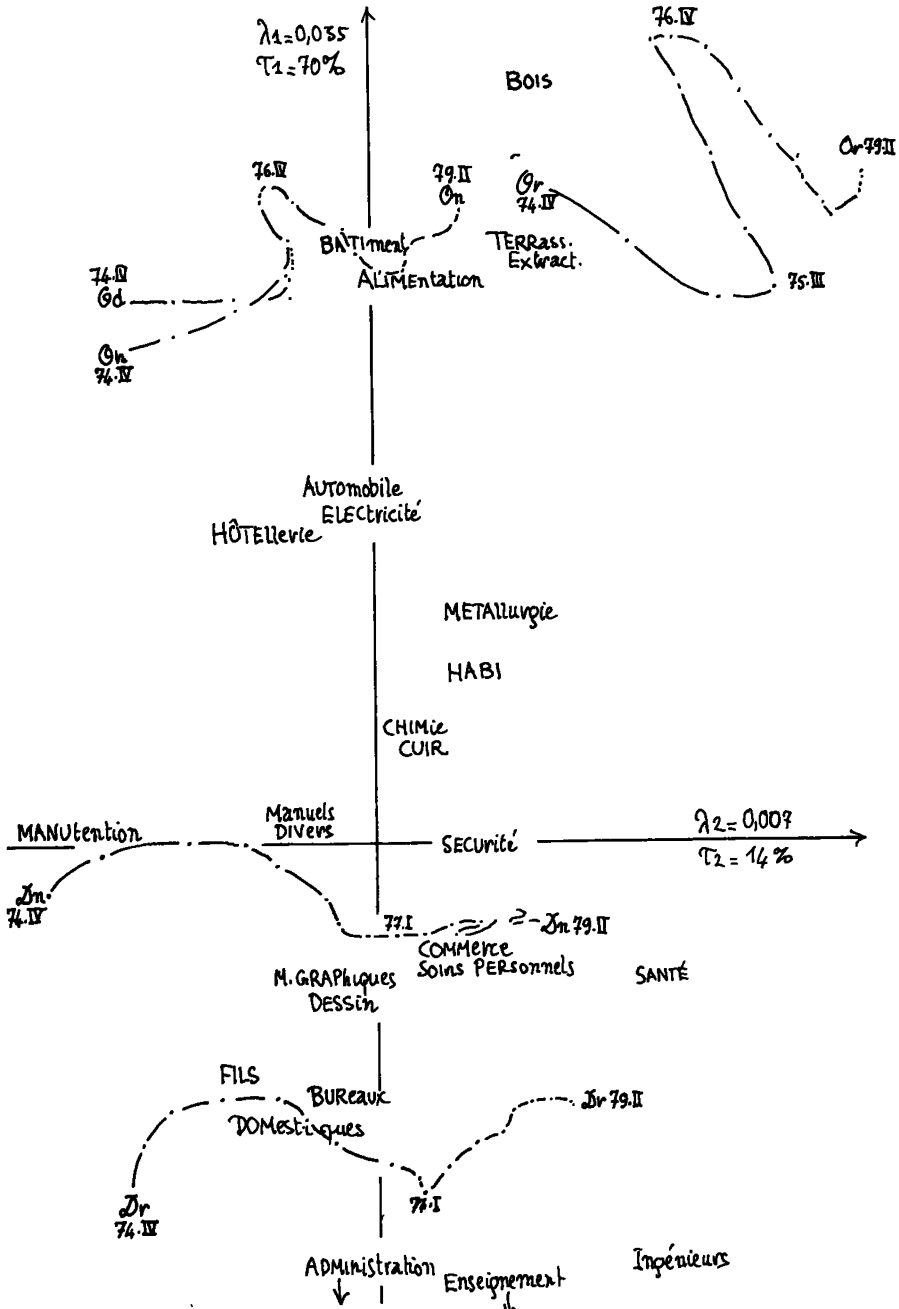 76.IV
λ1=0,035
τ1=70%
BOIS
Or 79.II
76.IV
79.II
On
Or
74.IV
BATIment
TERRass.
Extract.
ALIMEntation
74.IV
Od
75.III
On
74.IV
AUTomobile
ELECtricité
HÔTEllerie
METAllurgie
HABI
CHIMie
CUIR
MANUtention
Manuels
DIVers
SECUrité
λ2=0,007
τ2=14%
Dn
74.IV
77.I
Dn 79.II
COMMerce
SOins PERsonnels
M.GRAPhiques
DESSin
SANTÉ
FILS
BUReaux
Dr 79.II
DOMestiques
77.I
Dr
74.IV
ADMInistration
Enseignement
Ingénieurs